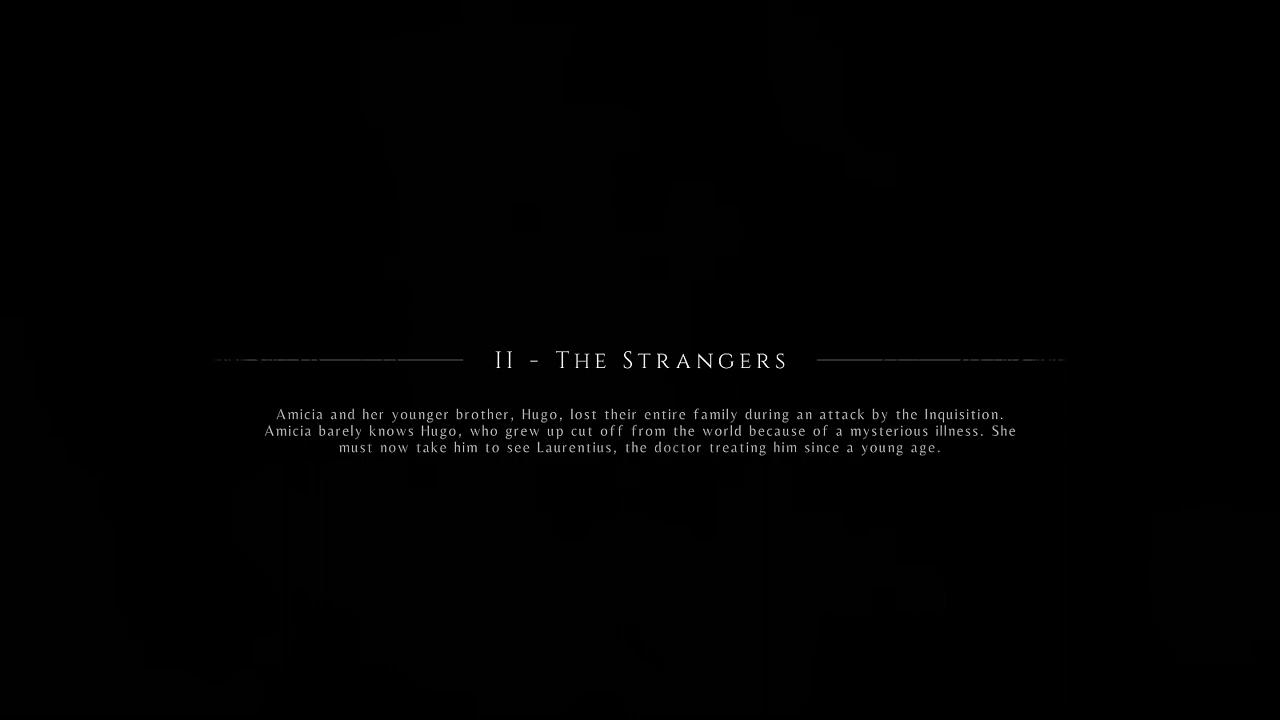 II - The Strangers
Amicia and her younger brother, Hugo, lost their entire family during an attack by the Inquisition.
Amicia barely knows Hugo, who grew up cut off from the world because of a mysterious illness. She
must now take him to see Laurentius, the doctor treating him since a young age.